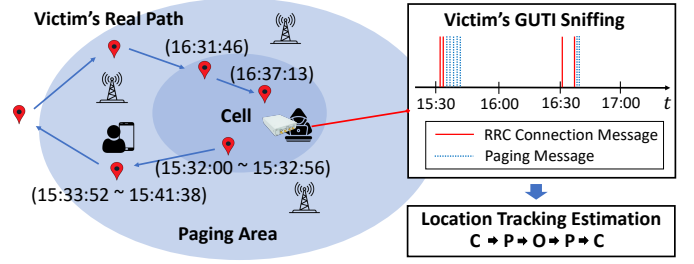 Victim's Real Path
(16:31:46)
(16:37:13)
Cell
(15:32:00 ~ 15:32:56)
(15:33:52 ~ 15:41:38)
Paging Area
Victim's GUTI Sniffing
15:30 16:00 16:30 17:00 t
RRC Connection Message
Paging Message
Location Tracking Estimation
C → P → O → P → C